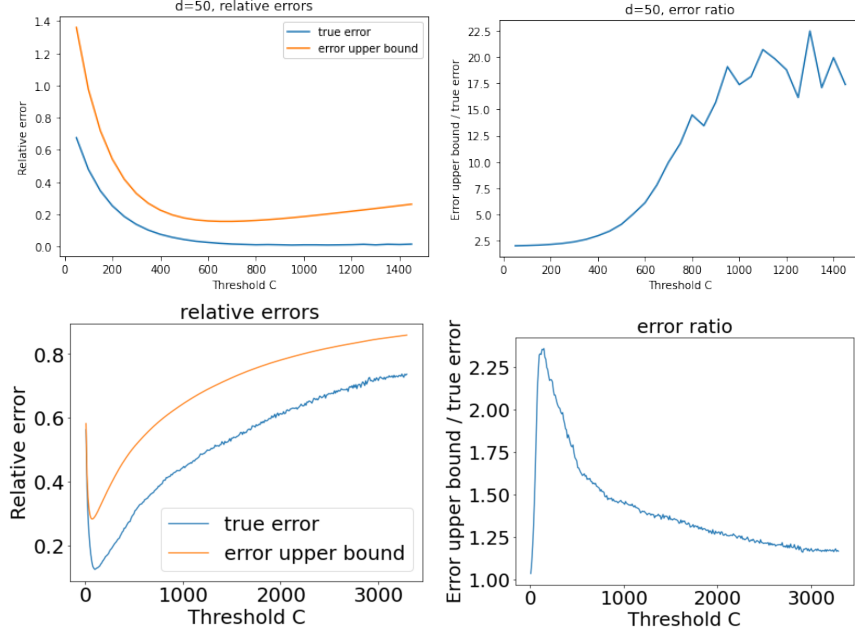 d=50, relative errors
1.4
1.2
1.0
0.8
0.6
0.4
0.2
0.0
Relative error
true error
error upper bound
0 200 400 600 800 1000 1200 1400
Threshold C
d=50, error ratio
22.5
20.0
17.5
15.0
12.5
10.0
7.5
5.0
2.5
Error upper bound / true error
0 200 400 600 800 1000 1200 1400
Threshold C
relative errors
0.8
0.6
0.4
0.2
Relative error
true error
error upper bound
0 1000 2000 3000
Threshold C
error ratio
2.25
2.00
1.75
1.50
1.25
1.00
Error upper bound / true error
0 1000 2000 3000
Threshold C